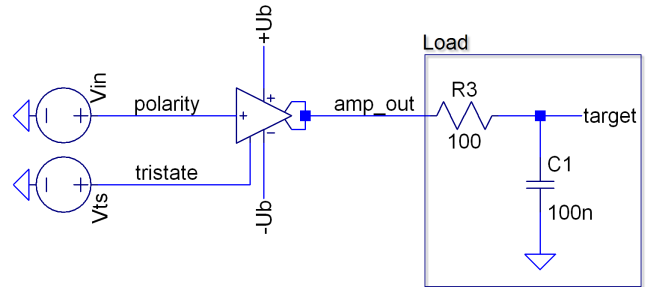 +Ub
Load
Vin
polarity
+
+
+
−
amp_out
R3
100
target
Vts
tristate
+
-Ub
C1
100n